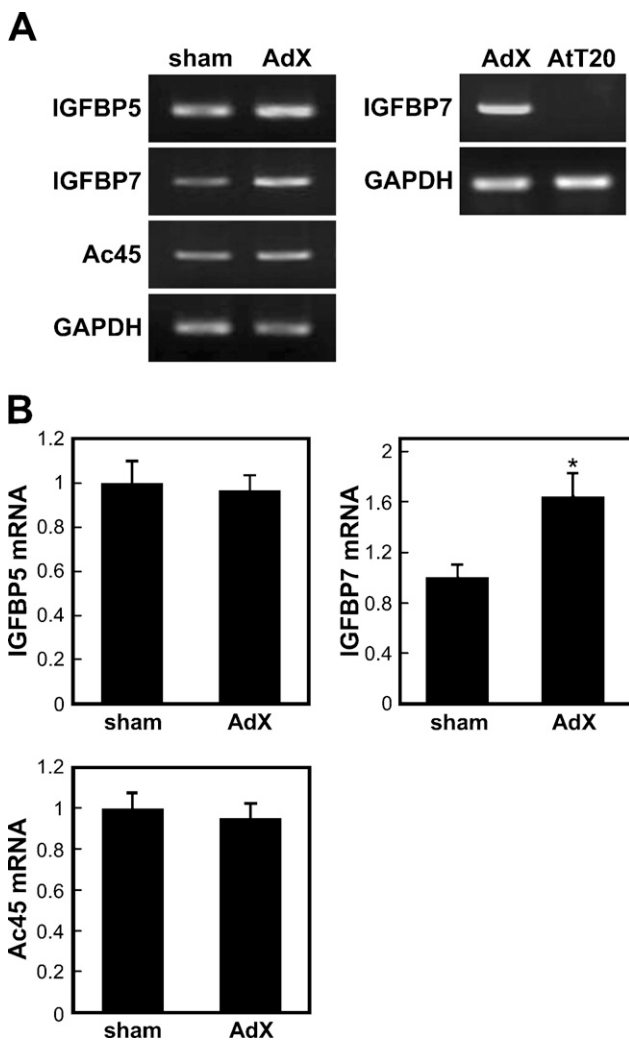 A
sham AdX
IGFBP5
IGFBP7
Ac45
GAPDH
AdX AtT20
IGFBP7
GAPDH
B
IGFBP5 mRNA
1.2
1
0.8
0.6
0.4
0.2
0
sham AdX
IGFBP7 mRNA
2
1.6
1.2
0.8
0.4
0
*
sham AdX
Ac45 mRNA
1.2
1
0.8
0.6
0.4
0.2
0
sham AdX